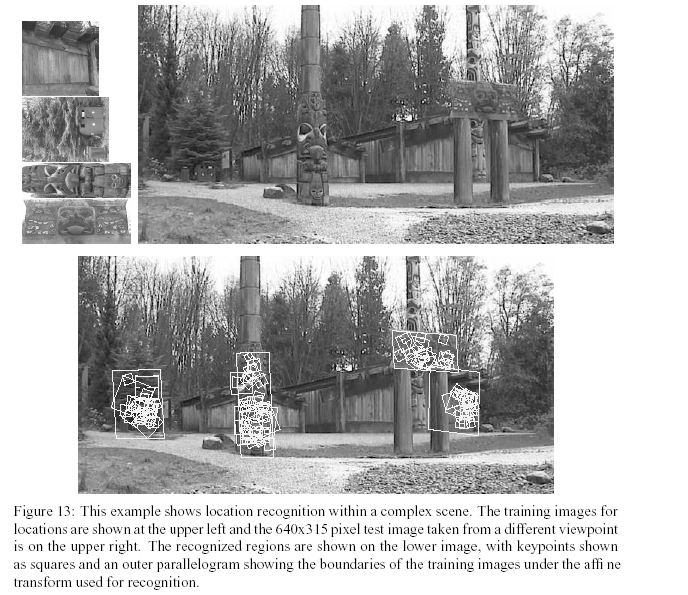 Figure 13: This example shows location recognition within a complex scene. The training images for
locations are shown at the upper left and the 640x315 pixel test image taken from a different viewpoint
is on the upper right. The recognized regions are shown on the lower image, with keypoints shown
as squares and an outer parallelogram showing the boundaries of the training images under the affi ne
transform used for recognition.